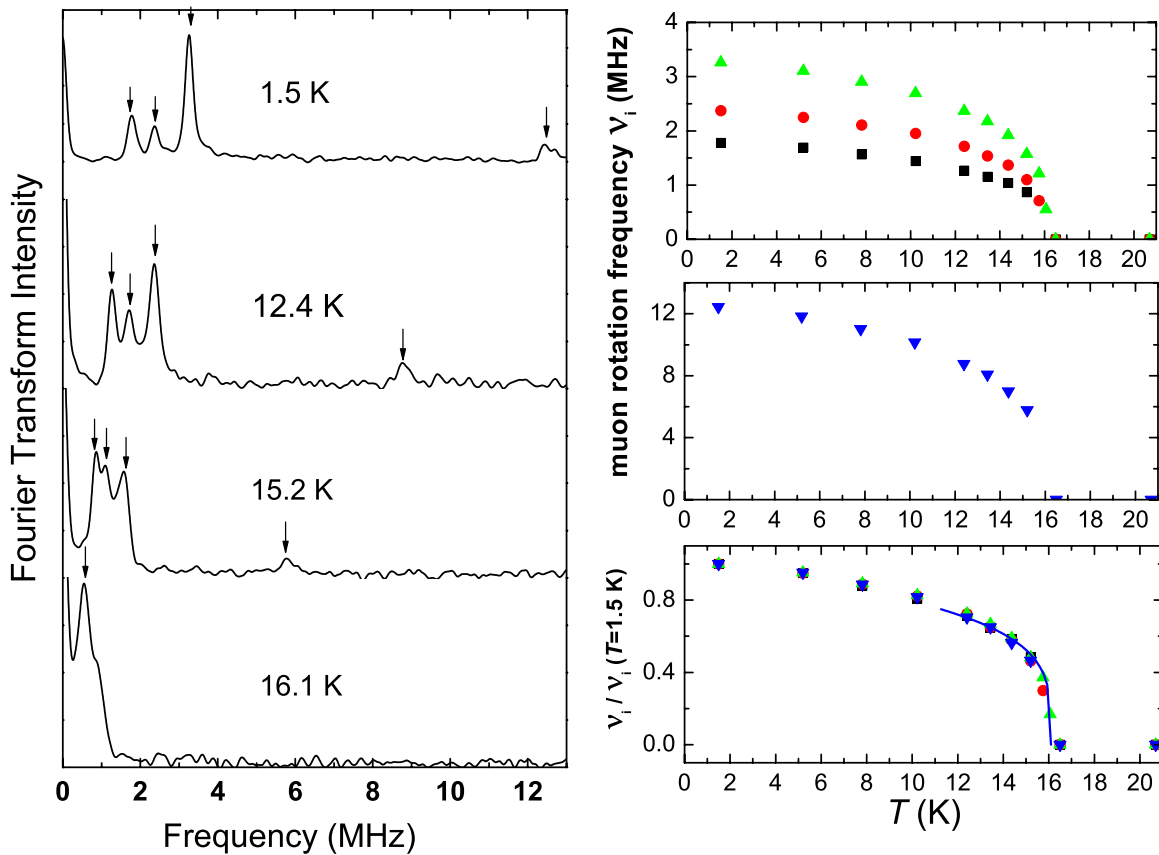 Fourier Transform Intensity
1.5 K
12.4 K
15.2 K
16.1 K
0 2 4 6 8 10 12
Frequency (MHz)
muon rotation frequency ν_i (MHz)
4
3
2
1
0
0 2 4 6 8 10 12 14 16 18 20
12
8
4
0
0 2 4 6 8 10 12 14 16 18 20
ν_i / ν_i (T=1.5 K)
0.8
0.4
0.0
0 2 4 6 8 10 12 14 16 18 20
T (K)